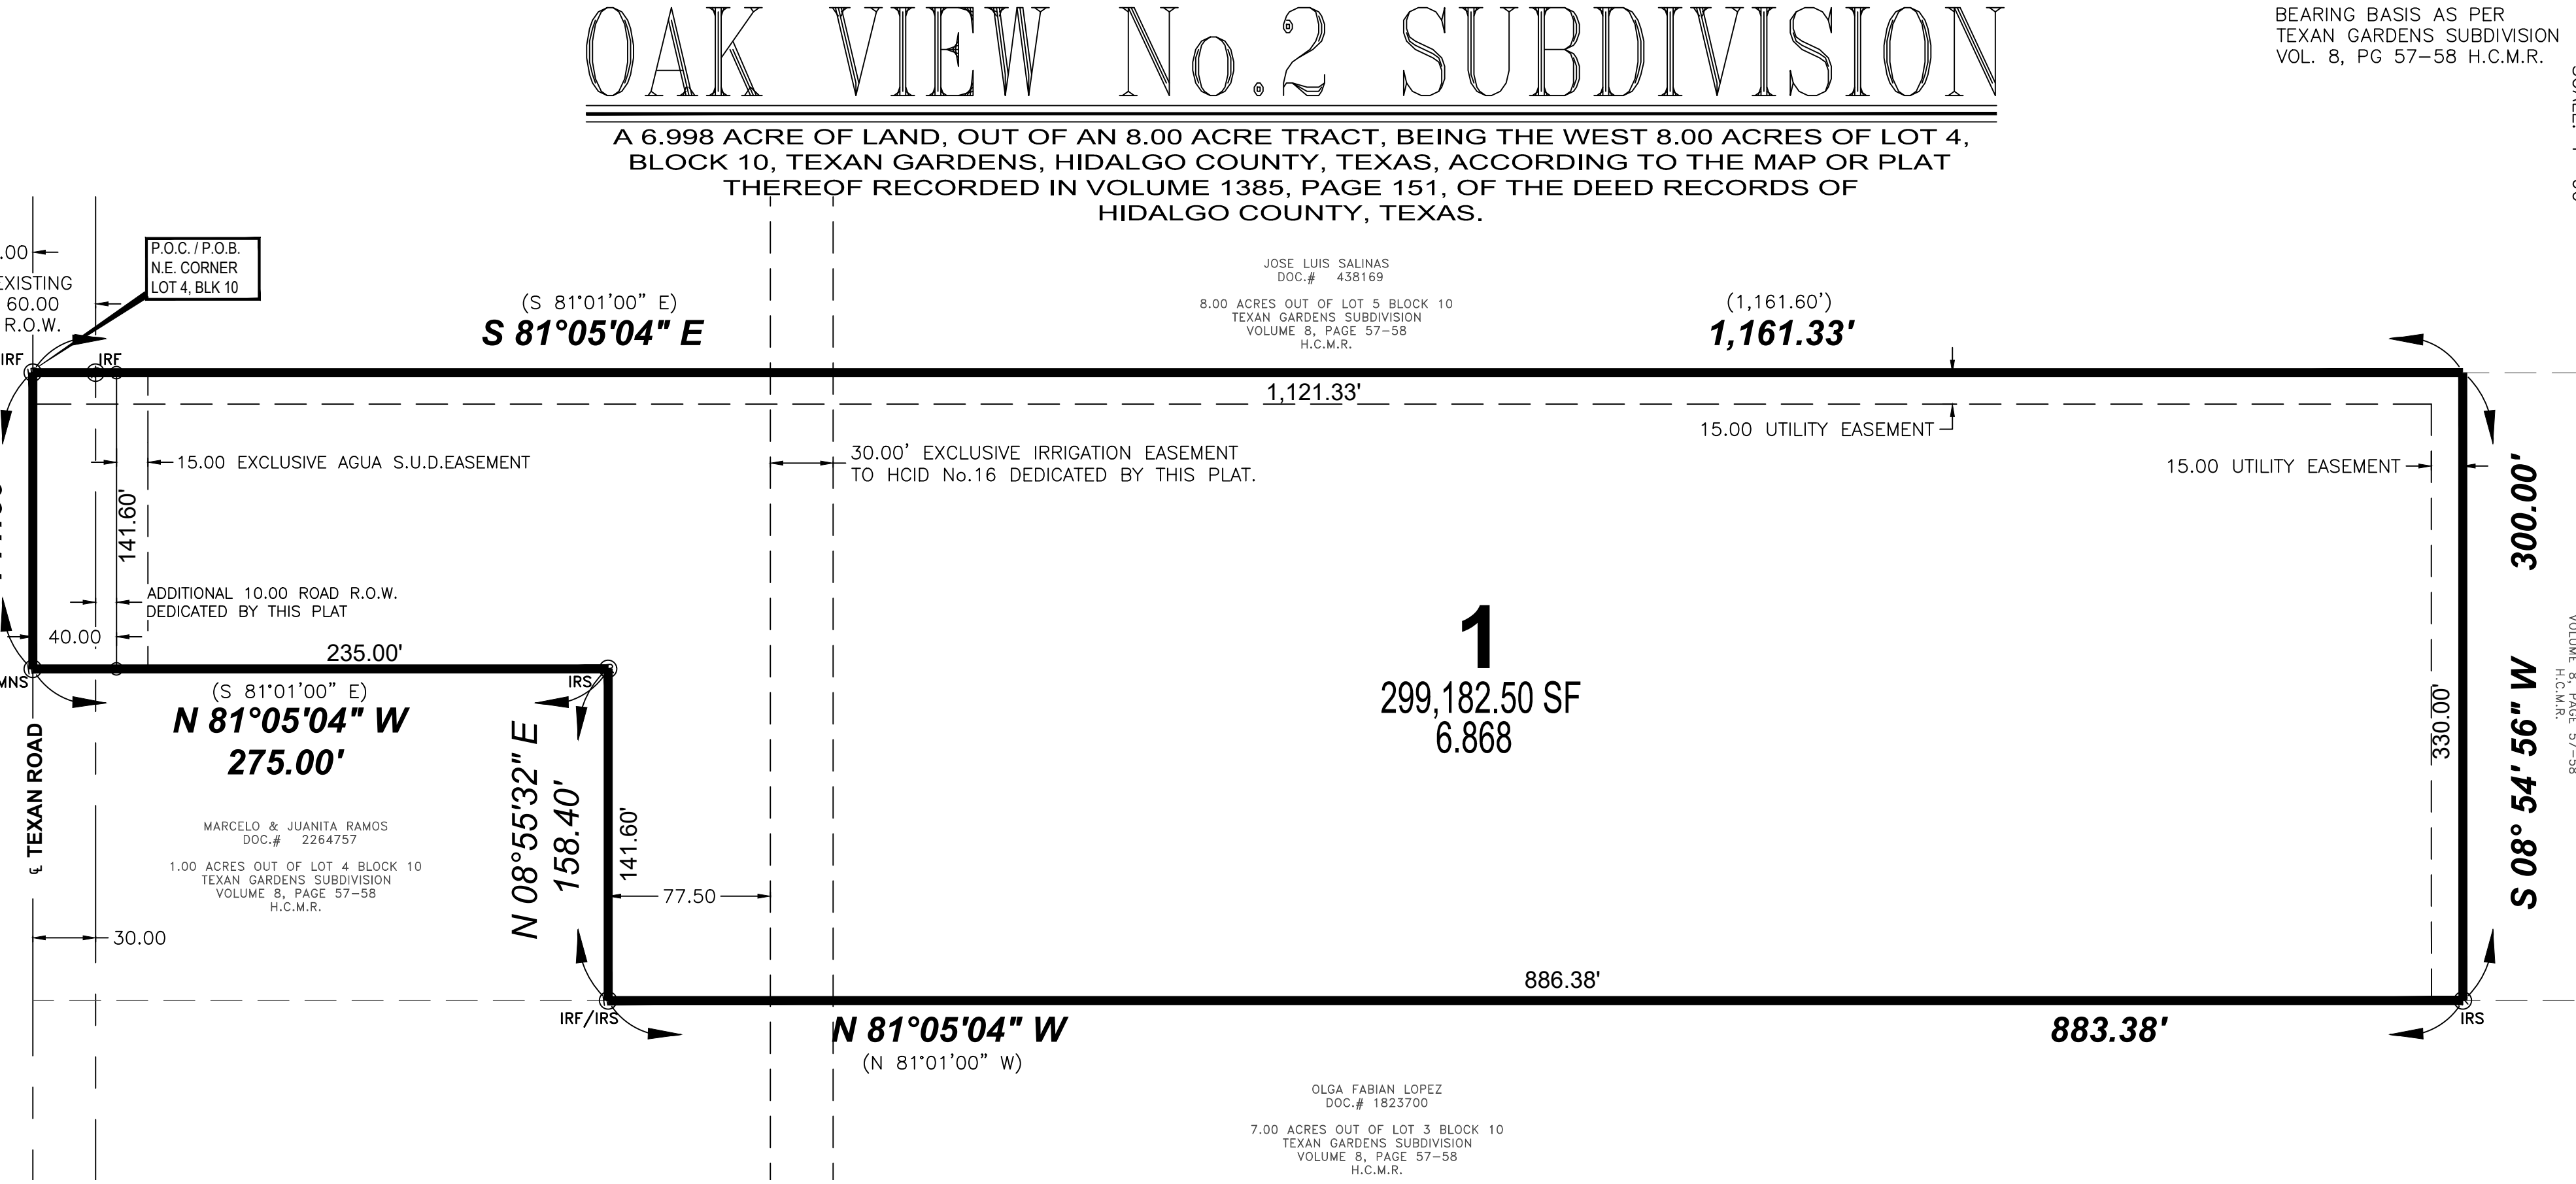 OAK VIEW No.2 SUBDIVISION
A 6.998 ACRE OF LAND, OUT OF AN 8.00 ACRE TRACT, BEING THE WEST 8.00 ACRES OF LOT 4,
BLOCK 10, TEXAN GARDENS, HIDALGO COUNTY, TEXAS, ACCORDING TO THE MAP OR PLAT
THEREOF RECORDED IN VOLUME 1385, PAGE 151, OF THE DEED RECORDS OF
HIDALGO COUNTY, TEXAS.
BEARING BASIS AS PER
TEXAN GARDENS SUBDIVISION
VOL. 8, PG 57-58 H.C.M.R.
.00
EXISTING
60.00
R.O.W.
P.O.C. / P.O.B.
N.E. CORNER
LOT 4, BLK 10
(S 81°01'00" E)
S 81°05'04" E
JOSE LUIS SALINAS
DOC.# 438169
8.00 ACRES OUT OF LOT 5 BLOCK 10
TEXAN GARDENS SUBDIVISION
VOLUME 8, PAGE 57-58
H.C.M.R.
(1,161.60')
1,161.33'
IRF
IRF
1,121.33'
15.00 UTILITY EASEMENT
15.00 EXCLUSIVE AGUA S.U.D.EASEMENT
30.00' EXCLUSIVE IRRIGATION EASEMENT
TO HCID No.16 DEDICATED BY THIS PLAT.
15.00 UTILITY EASEMENT
141.60'
300.00'
S 08° 54' 56" W
330.00'
VOLUME 8, PAGE 57-58
H.C.M.R.
ADDITIONAL 10.00 ROAD R.O.W.
DEDICATED BY THIS PLAT
40.00
235.00'
MNS
(S 81°01'00" E)
N 81°05'04" W
275.00'
IRS
1
299,182.50 SF
6.868
N 08°55'32" E
158.40'
141.60'
℄ TEXAN ROAD
MARCELO & JUANITA RAMOS
DOC.# 2264757
1.00 ACRES OUT OF LOT 4 BLOCK 10
TEXAN GARDENS SUBDIVISION
VOLUME 8, PAGE 57-58
H.C.M.R.
77.50
30.00
886.38'
IRF/IRS
N 81°05'04" W
(N 81°01'00" W)
883.38'
IRS
OLGA FABIAN LOPEZ
DOC.# 1823700
7.00 ACRES OUT OF LOT 3 BLOCK 10
TEXAN GARDENS SUBDIVISION
VOLUME 8, PAGE 57-58
H.C.M.R.